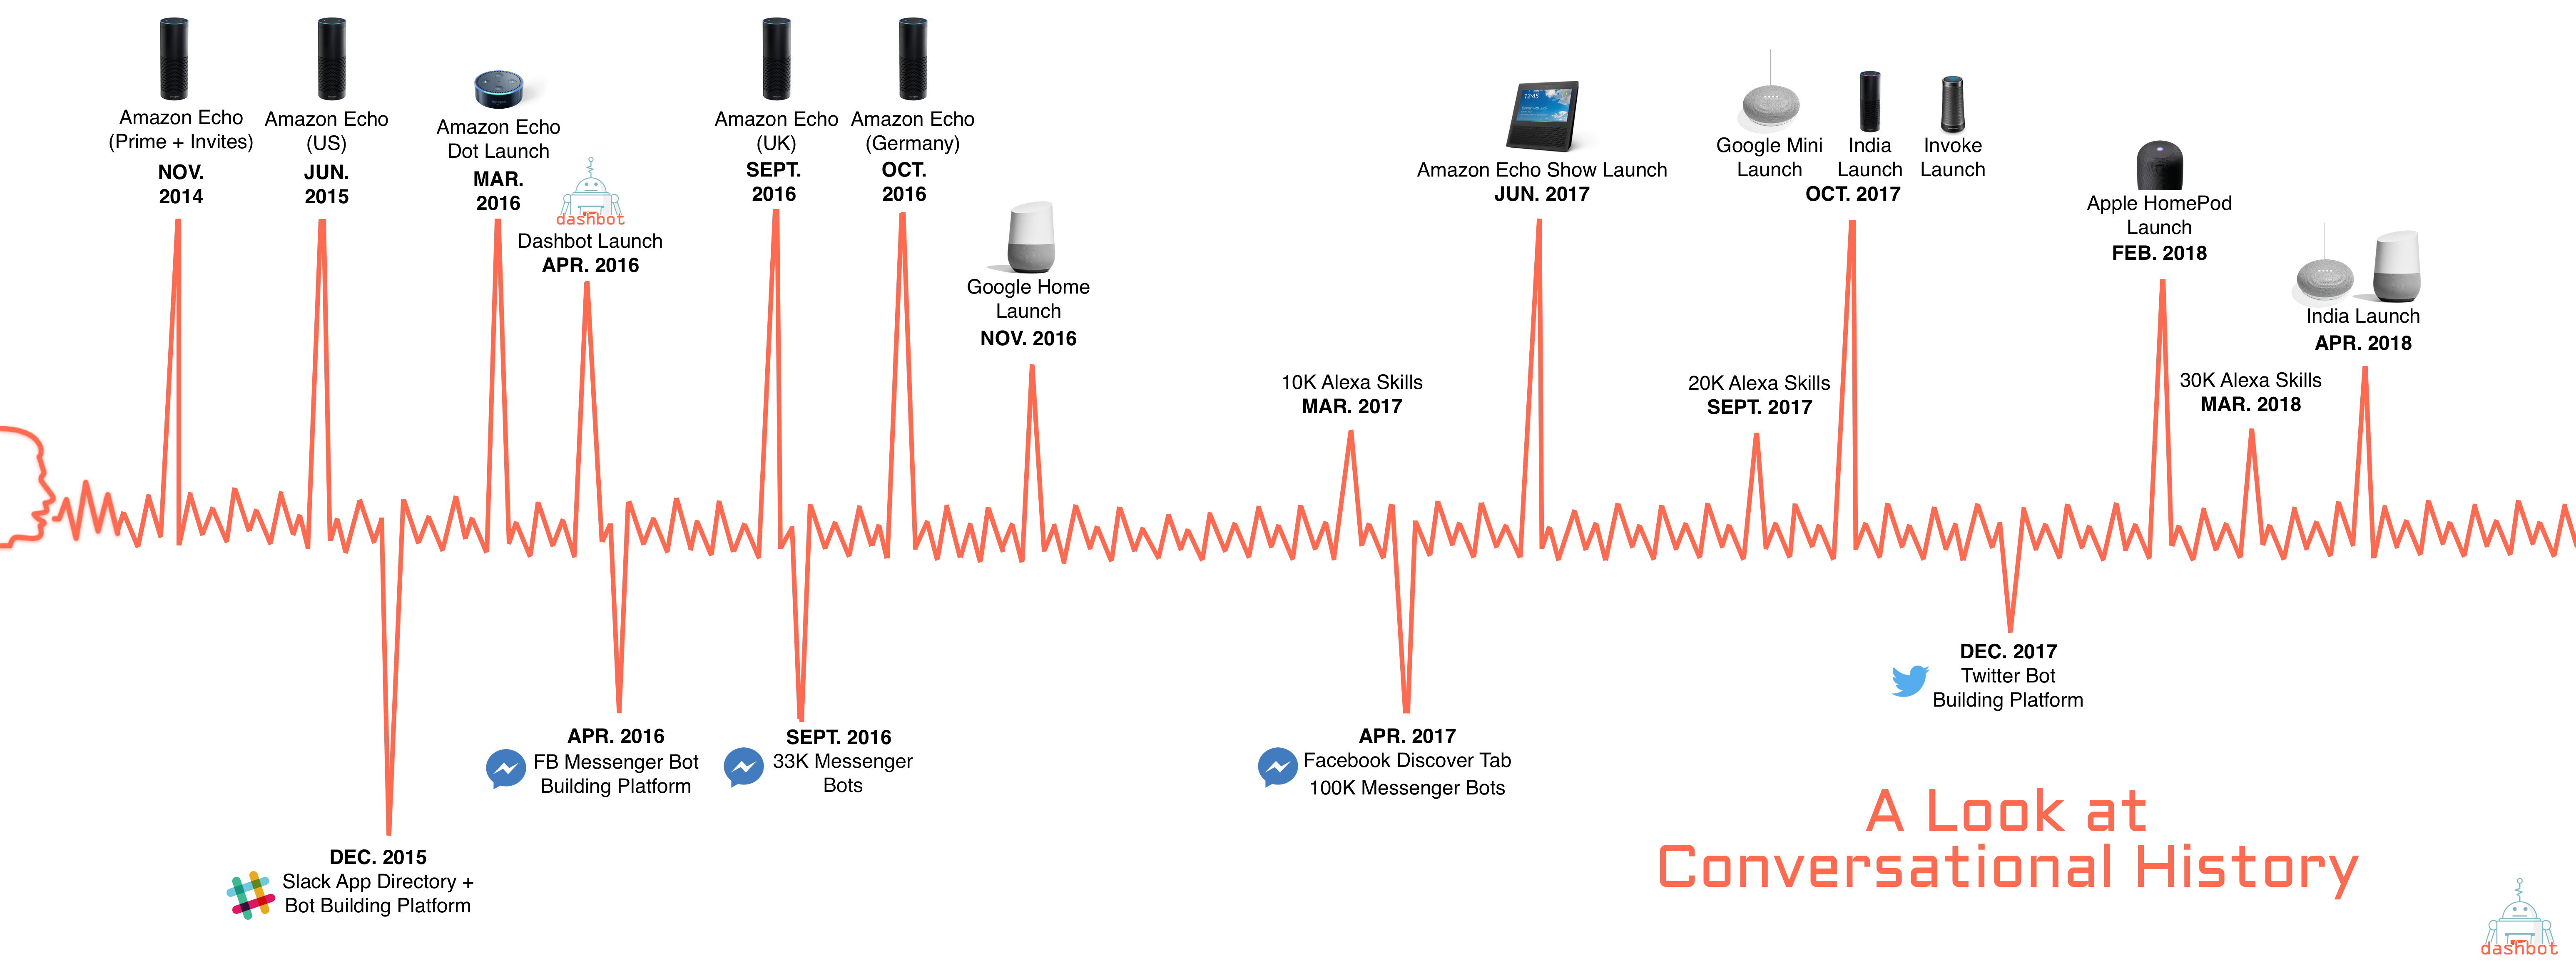 Amazon Echo
(Prime + Invites)
NOV.
2014
Amazon Echo
(US)
JUN.
2015
Amazon Echo
Dot Launch
MAR.
2016
dashbot
Dashbot Launch
APR. 2016
Amazon Echo
(UK)
SEPT.
2016
Amazon Echo
(Germany)
OCT.
2016
Google Home
Launch
NOV. 2016
10K Alexa Skills
MAR. 2017
12:45
Amazon Echo Show Launch
JUN. 2017
20K Alexa Skills
SEPT. 2017
Google Mini
Launch
India
Launch
Invoke
Launch
OCT. 2017
Apple HomePod
Launch
FEB. 2018
30K Alexa Skills
MAR. 2018
India Launch
APR. 2018
DEC. 2015
Slack App Directory +
Bot Building Platform
APR. 2016
FB Messenger Bot
Building Platform
SEPT. 2016
33K Messenger
Bots
APR. 2017
Facebook Discover Tab
100K Messenger Bots
DEC. 2017
Twitter Bot
Building Platform
A Look at
Conversational History
dashbot